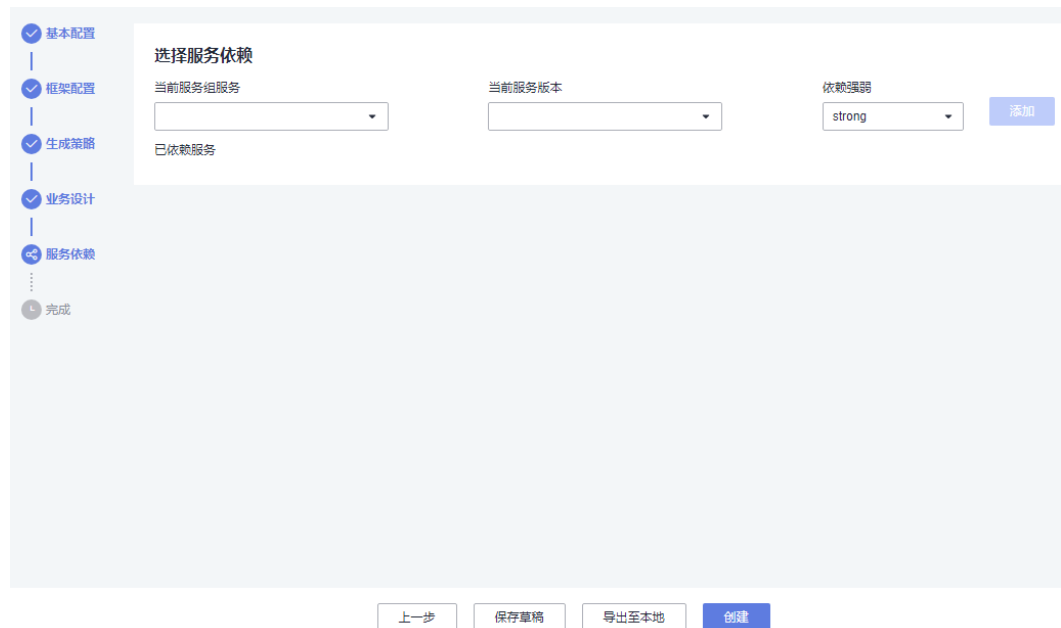 基本配置
框架配置
生成策略
业务设计
服务依赖
完成
选择服务依赖
当前服务组服务
当前服务版本
依赖强弱
strong
添加
已依赖服务
上一步
保存草稿
导出至本地
创建